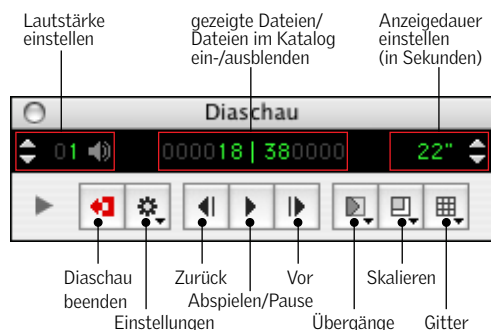 Lautstärke
einstellen
gezeigte Dateien/
Dateien im Katalog
ein-/ausblenden
Anzeigedauer
einstellen
(in Sekunden)
Diaschau
01
000018|380000
22"
Diaschau
beenden
Zurück
Vor
Skalieren
Abspielen/Pause
Einstellungen
Übergänge
Gitter